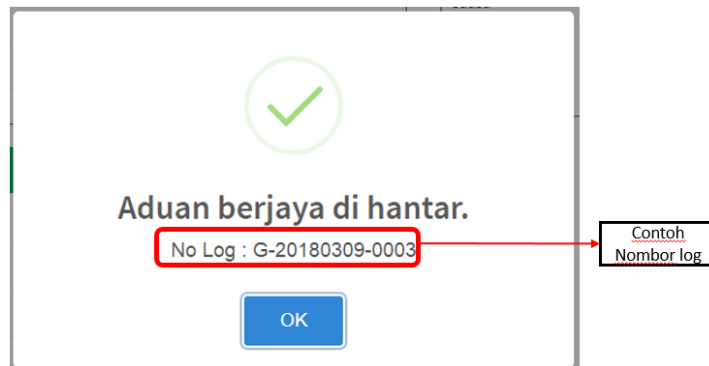 Aduan berjaya di hantar.
No Log : G-20180309-0003
Contoh
Nombor log
OK